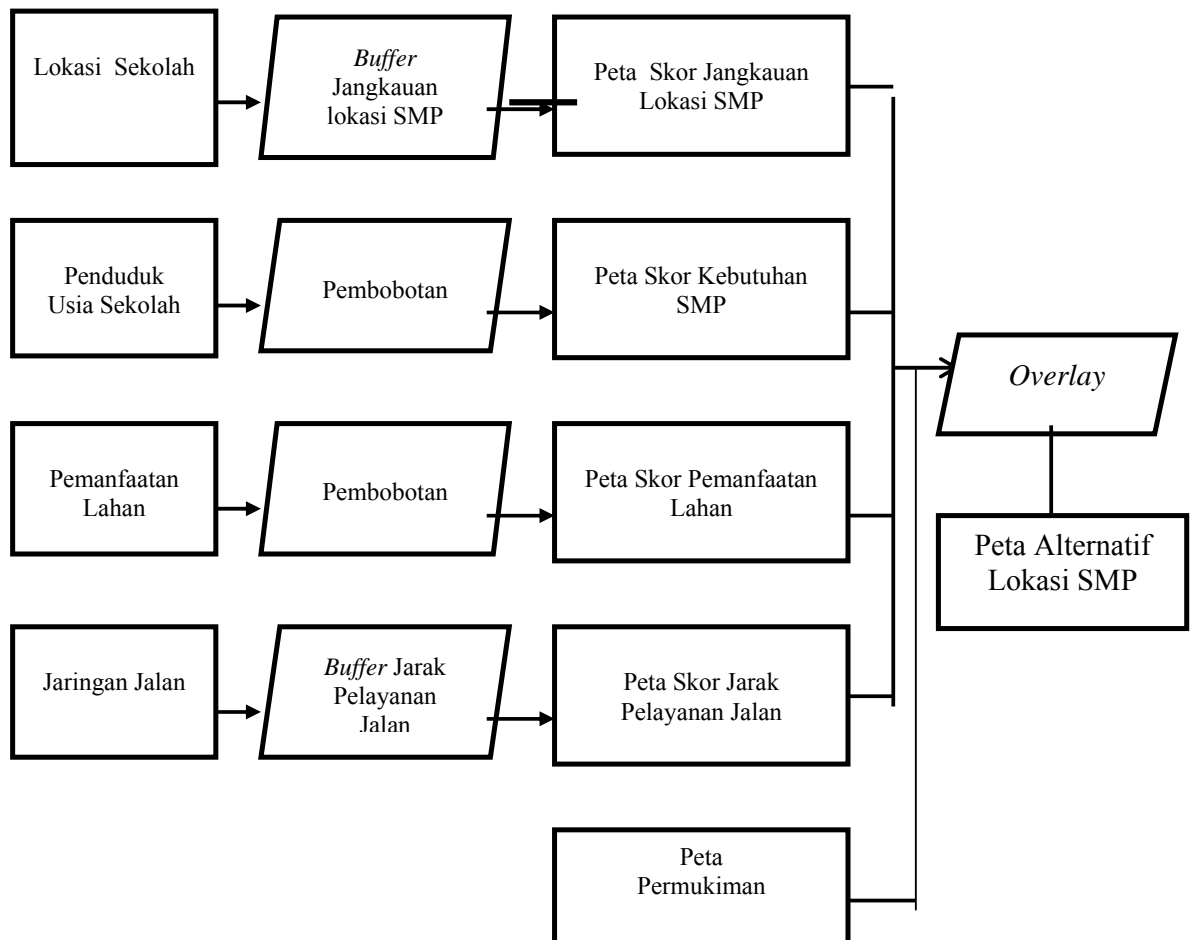 Lokasi Sekolah
Buffer
Jangkauan
lokasi SMP
Peta Skor Jangkauan
Lokasi SMP
Penduduk
Usia Sekolah
Pembobotan
Peta Skor Kebutuhan
SMP
Overlay
Pemanfaatan
Lahan
Pembobotan
Peta Skor Pemanfaatan
Lahan
Peta Alternatif
Lokasi SMP
Jaringan Jalan
Buffer Jarak
Pelayanan
Jalan
Peta Skor Jarak
Pelayanan Jalan
Peta
Permukiman